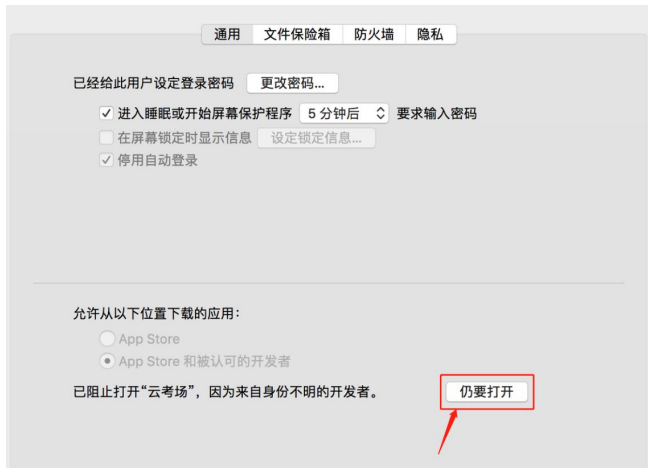 通用 文件保险箱 防火墙 隐私
已经给此用户设定登录密码 更改密码...
进入睡眠或开始屏幕保护程序 5 分钟后 要求输入密码
在屏幕锁定时显示信息 设定锁定信息...
停用自动登录
允许从以下位置下载的应用：
App Store
App Store 和被认可的开发者
已阻止打开“云考场”，因为来自身份不明的开发者。 仍要打开